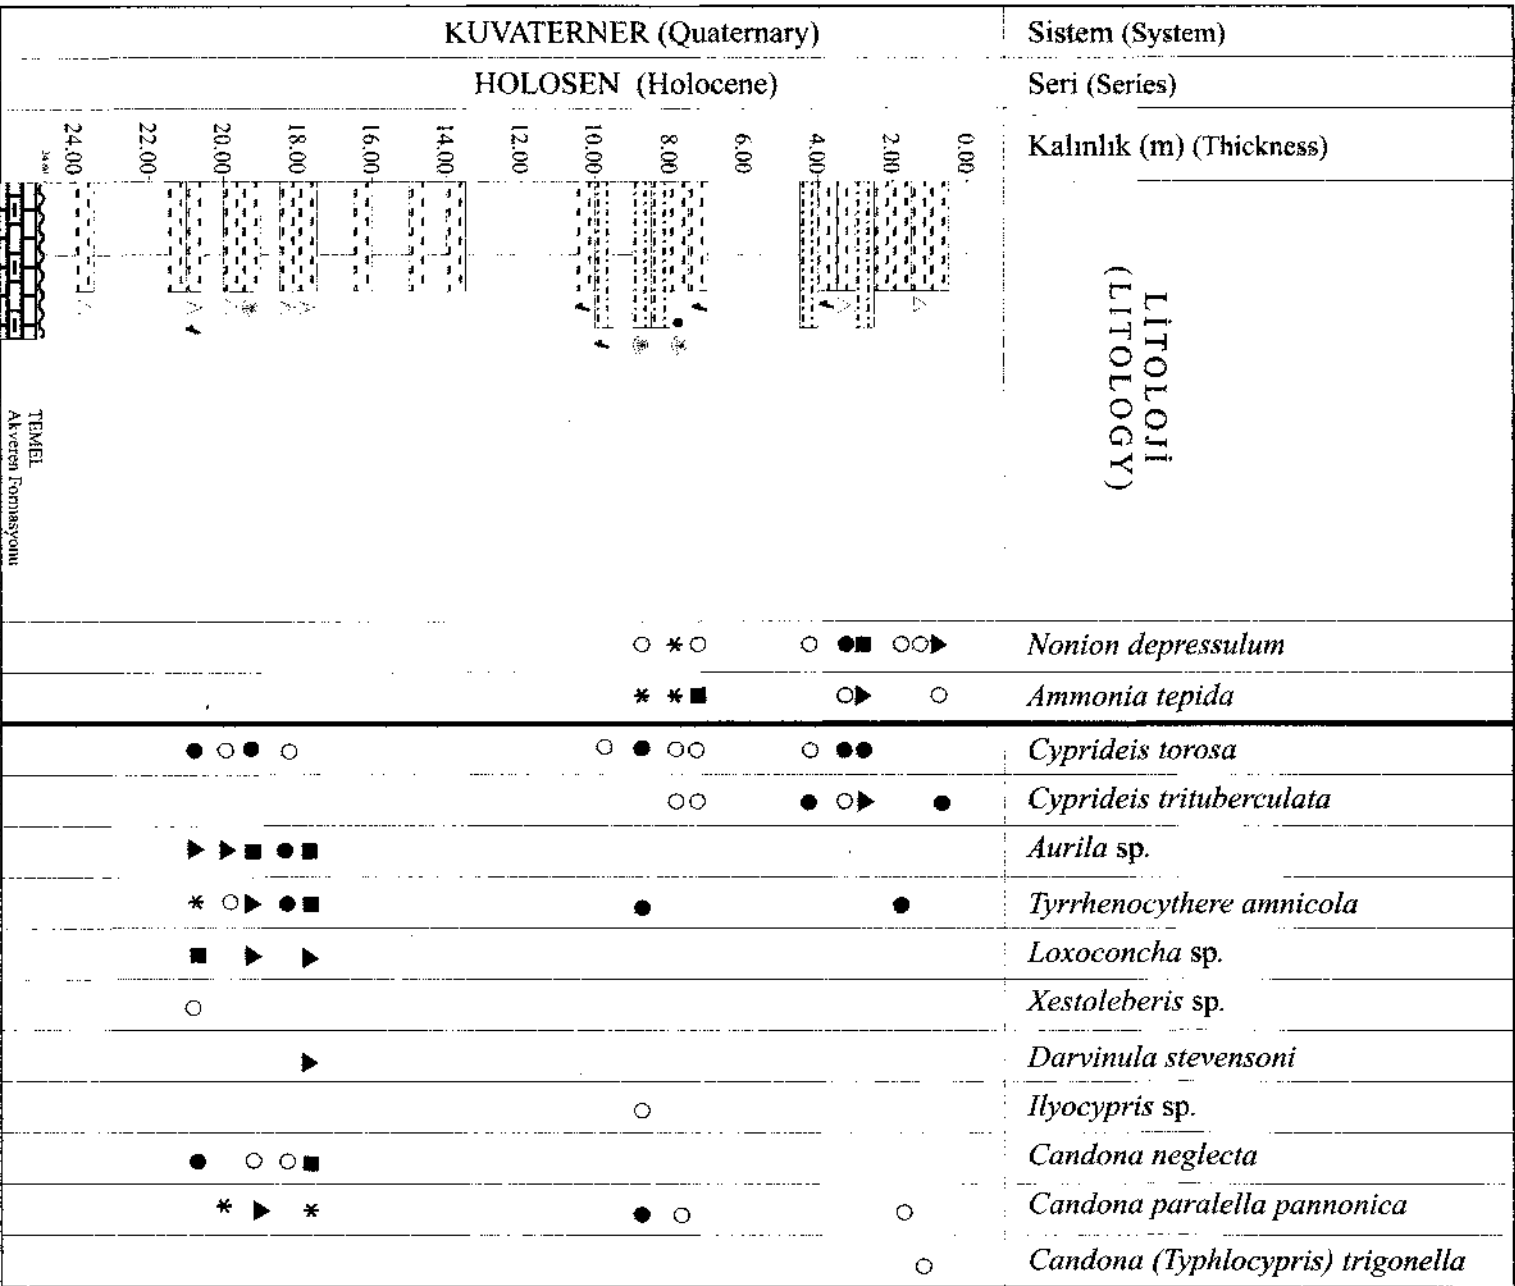 KUVATERNER (Quaternary)
Sistem (System)
HOLOSEN (Holocene)
Seri (Series)
24.00
22.00
20.00
18.00
16.00
14.00
12.00
10.00
8.00
6.00
4.00
2.00
0.00
Kalınlık (m) (Thickness)
LİTOLOJİ
(LITOLOGY)
TEMEL
Akveren Formasyonu
Nonion depressulum
Ammonia tepida
Cyprideis torosa
Cyprideis trituberculata
Aurila sp.
Tyrrhenocythere amnicola
Loxoconcha sp.
Xestoleberis sp.
Darvinula stevensoni
Ilyocypris sp.
Candona neglecta
Candona paralella pannonica
Candona (Typhlocypris) trigonella